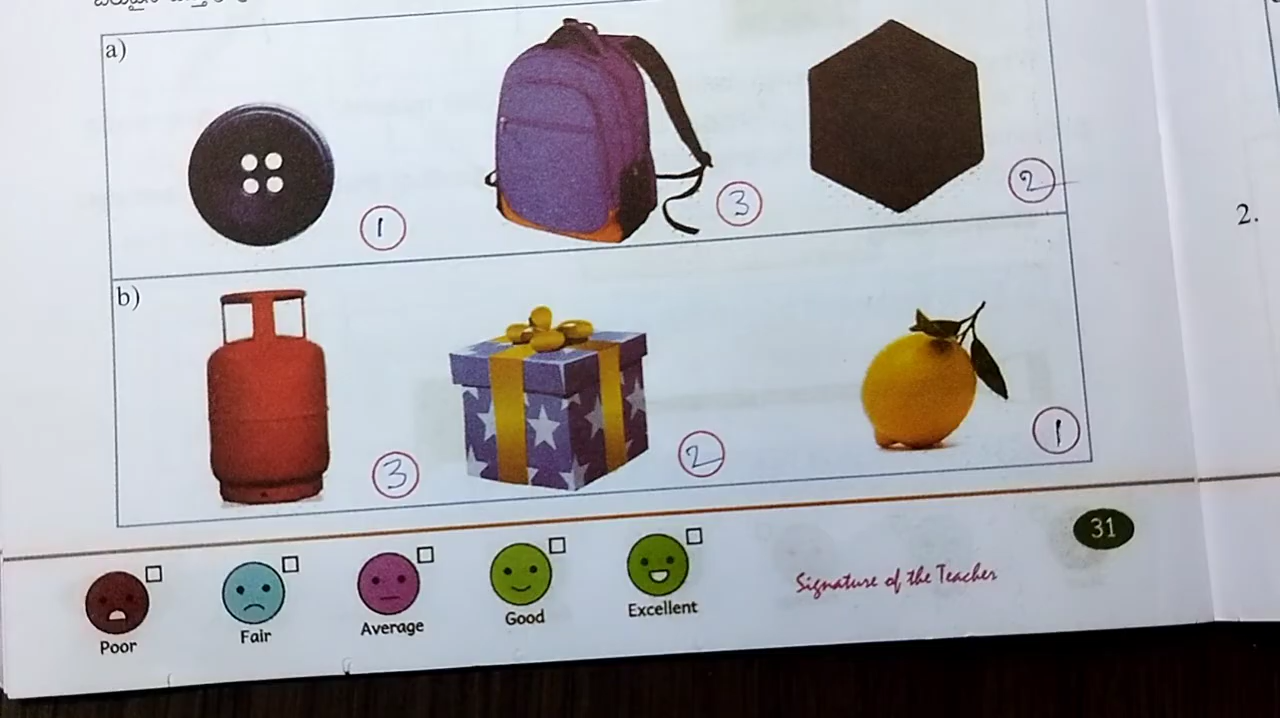 a)
1
3
2
b)
3
2
1
2.
31
Poor
Fair
Average
Good
Excellent
Signature of the Teacher